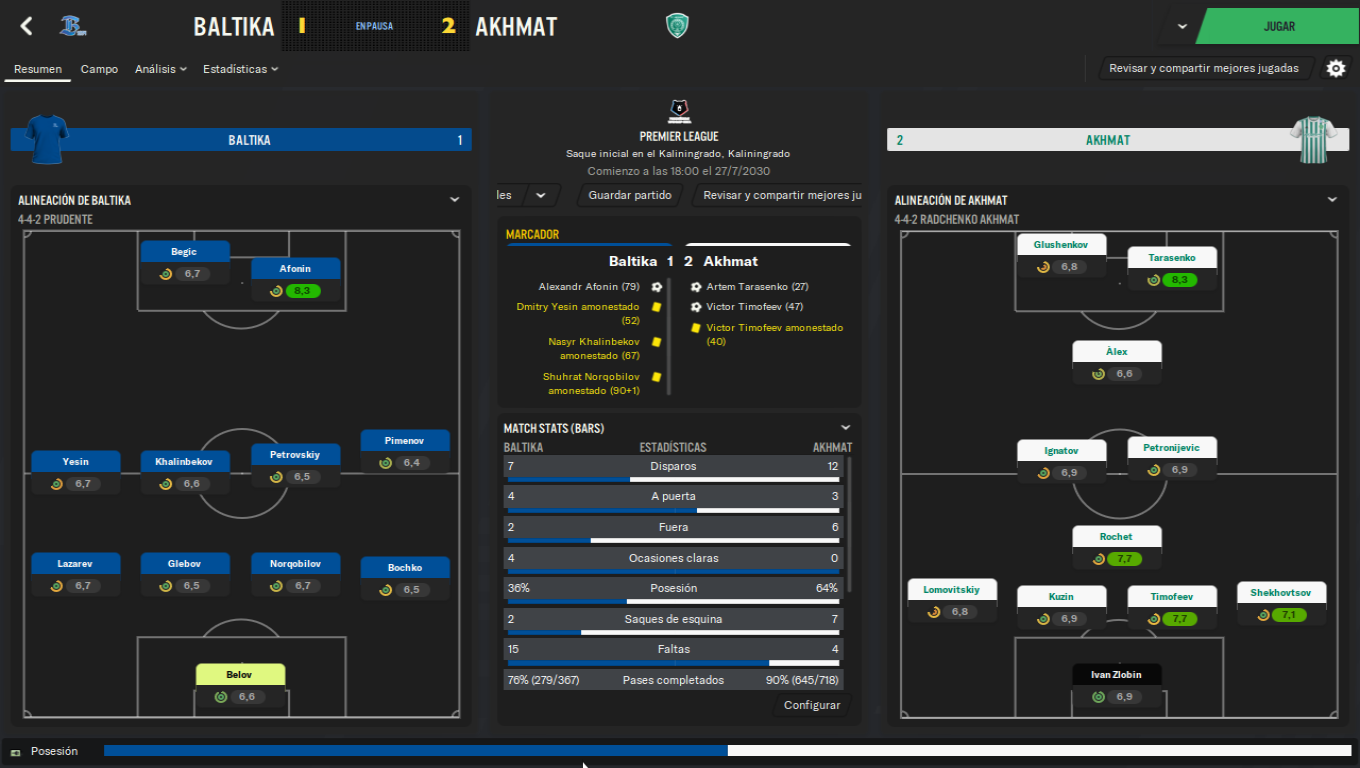 BALTIKA
1
EN PAUSA
2
AKHMAT
JUGAR
Resumen
Campo
Análisis
Estadísticas
Revisar y compartir mejores jugadas
BALTIKA
1
ALINEACIÓN DE BALTIKA
4-4-2 PRUDENTE
Begic
6,7
Afonin
8,3
Yesin
6,7
Khalinbekov
6,6
Petrovskiy
6,5
Pimenov
6,4
Lazarev
6,7
Glebov
6,5
Norqobilov
6,7
Bochko
6,5
Belov
6,6
PREMIER LEAGUE
Saque inicial en el Kaliningrado, Kaliningrado
Comienzo a las 18:00 el 27/7/2030
les
Guardar partido
Revisar y compartir mejores ju
MARCADOR
Baltika 1 2 Akhmat
Alexandr Afonin (79)
Dmitry Yesin amonestado
(52)
Nasyr Khalinbekov
amonestado (67)
Shuhrat Norqobilov
amonestado (90+1)
Artem Tarasenko (27)
Victor Timofeev (47)
Victor Timofeev amonestado
(40)
MATCH STATS (BARS)
BALTIKA ESTADÍSTICAS AKHMAT
7 Disparos 12
4 A puerta 3
2 Fuera 6
4 Ocasiones claras 0
36% Posesión 64%
2 Saques de esquina 7
15 Faltas 4
76% (279/367) Pases completados 90% (645/718)
Configurar
2
AKHMAT
ALINEACIÓN DE AKHMAT
4-4-2 RADCHENKO AKHMAT
Glushenkov
6,8
Tarasenko
8,3
Àlex
6,6
Ignatov
6,9
Petronijevic
6,9
Rochet
7,7
Lomovitskiy
6,8
Kuzin
6,9
Timofeev
7,7
Shekhovtsov
7,1
Ivan Zlobin
6,9
Posesión